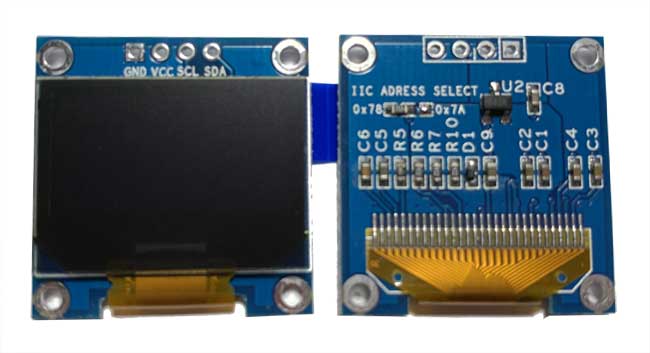 GND VCC SCL SDA
IIC ADRESS SELECT
0x78 0x7A
U2
C8
C6 C5 R5 R6 R7 R10 D1 C9 C2 C1 C4 C3